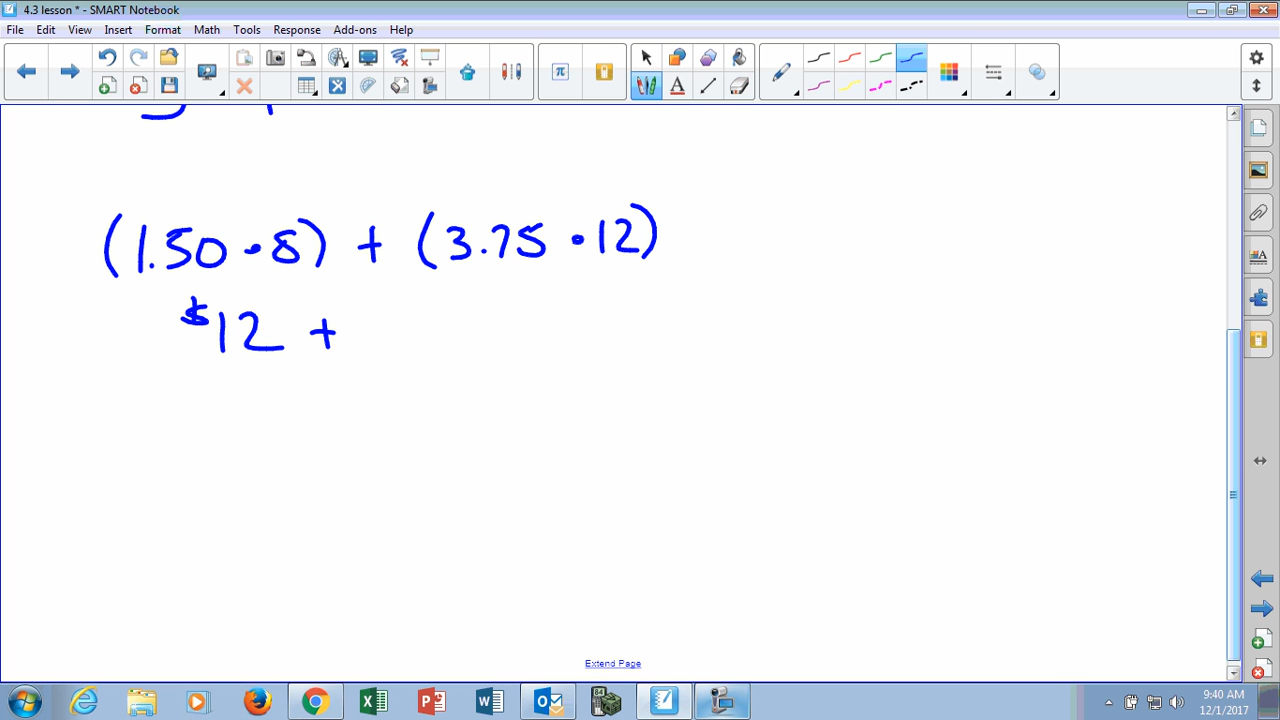 4.3 lesson * - SMART Notebook
File Edit View Insert Format Math Tools Response Add-ons Help
(1.50 • 8) + (3.75 • 12)
$12 +
Extend Page
9:40 AM
12/1/2017